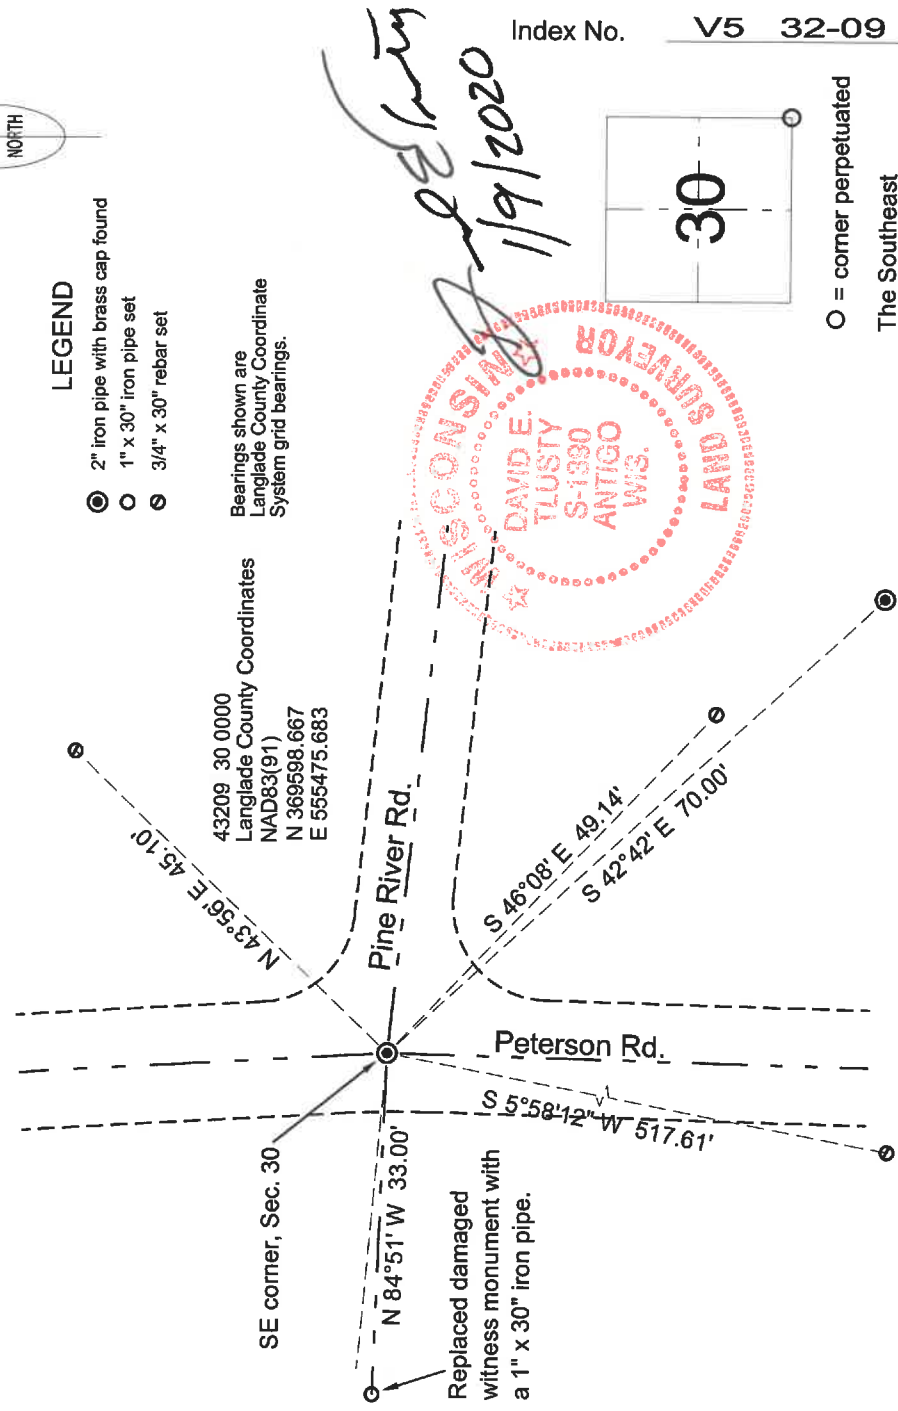 Index No. V5 32-09
NORTH
LEGEND
2" iron pipe with brass cap found
1" x 30" iron pipe set
3/4" x 30" rebar set
Bearings shown are
Langlade County Coordinate
System grid bearings.
43209 30 0000
Langlade County Coordinates
NAD83(91)
N 369598.667
E 555475.683
N 43°56' E 45.10'
Pine River Rd.
S 46°08' E 49.14'
S 42°42' E 70.00'
Peterson Rd.
S 5°58'12" W 517.61'
SE corner, Sec. 30
N 84°51' W 33.00'
Replaced damaged
witness monument with
a 1" x 30" iron pipe.
WISCONSIN
DAVID E.
TLUSTY
S-1390
ANTIGO
WIS.
LAND SURVEYOR
1/9/2020
30
O = corner perpetuated
The Southeast